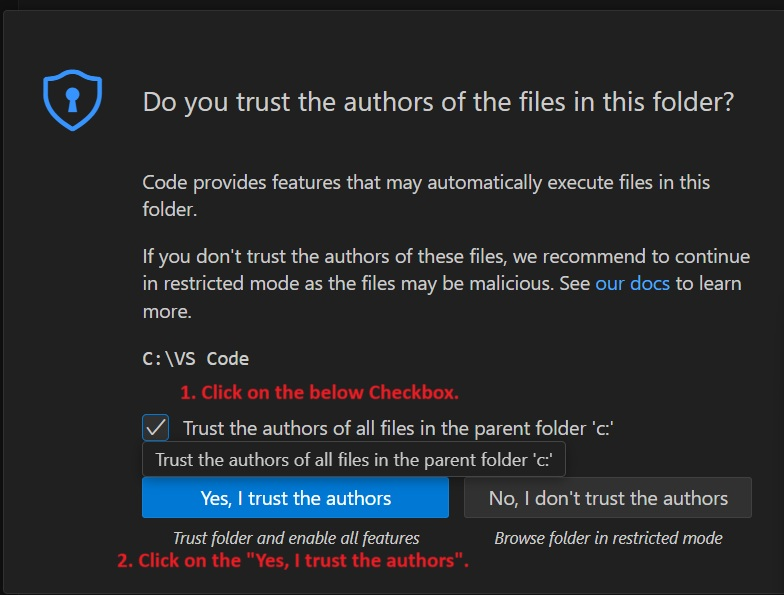 Do you trust the authors of the files in this folder?
Code provides features that may automatically execute files in this
folder.
If you don't trust the authors of these files, we recommend to continue
in restricted mode as the files may be malicious. See our docs to learn
more.
C:\VS Code
1. Click on the below Checkbox.
Trust the authors of all files in the parent folder 'c:'
Trust the authors of all files in the parent folder 'c:'
Yes, I trust the authors
No, I don't trust the authors
Trust folder and enable all features
Browse folder in restricted mode
2. Click on the "Yes, I trust the authors".